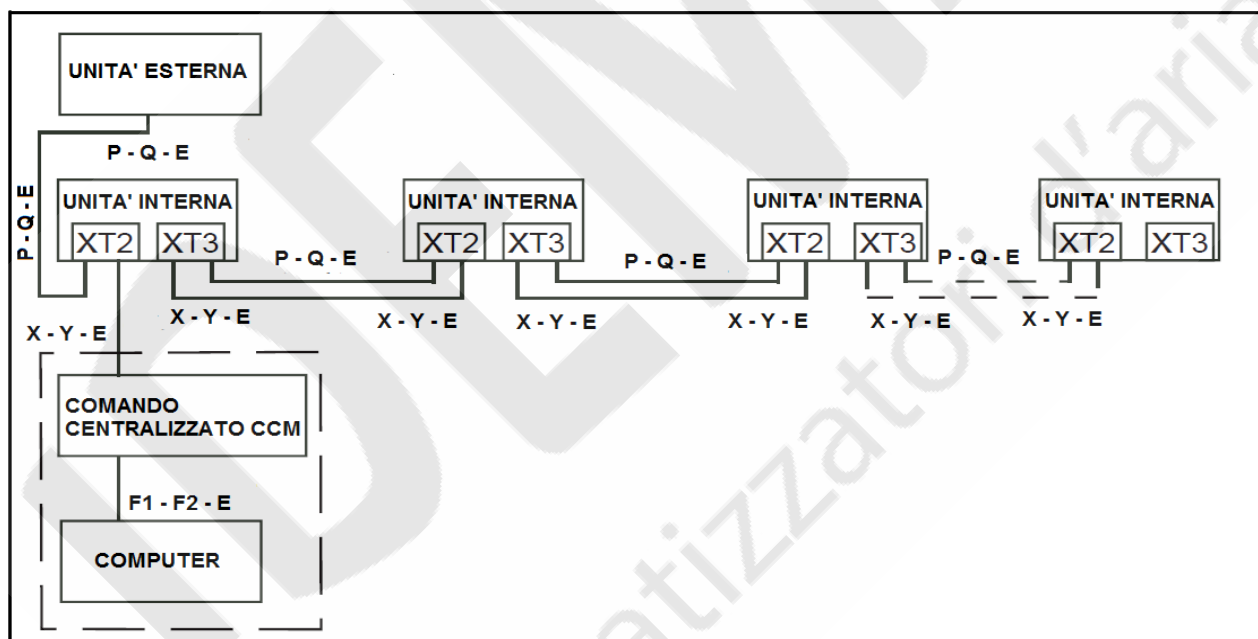 UNITA' ESTERNA
P - Q - E
P - Q - E
UNITA' INTERNA
XT2
XT3
UNITA' INTERNA
XT2
XT3
UNITA' INTERNA
XT2
XT3
UNITA' INTERNA
XT2
XT3
P - Q - E
P - Q - E
P - Q - E
X - Y - E
X - Y - E
X - Y - E
X - Y - E
X - Y - E
X - Y - E
X - Y - E
COMANDO
CENTRALIZZATO CCM
F1 - F2 - E
COMPUTER